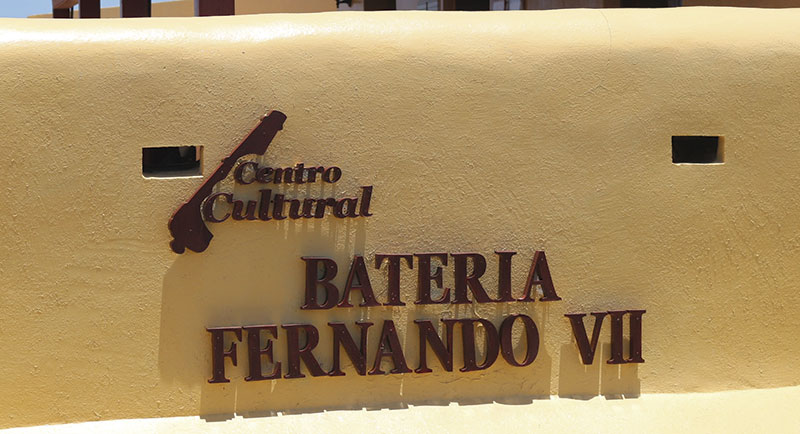 Centro
Cultural
BATERIA
FERNANDO VII